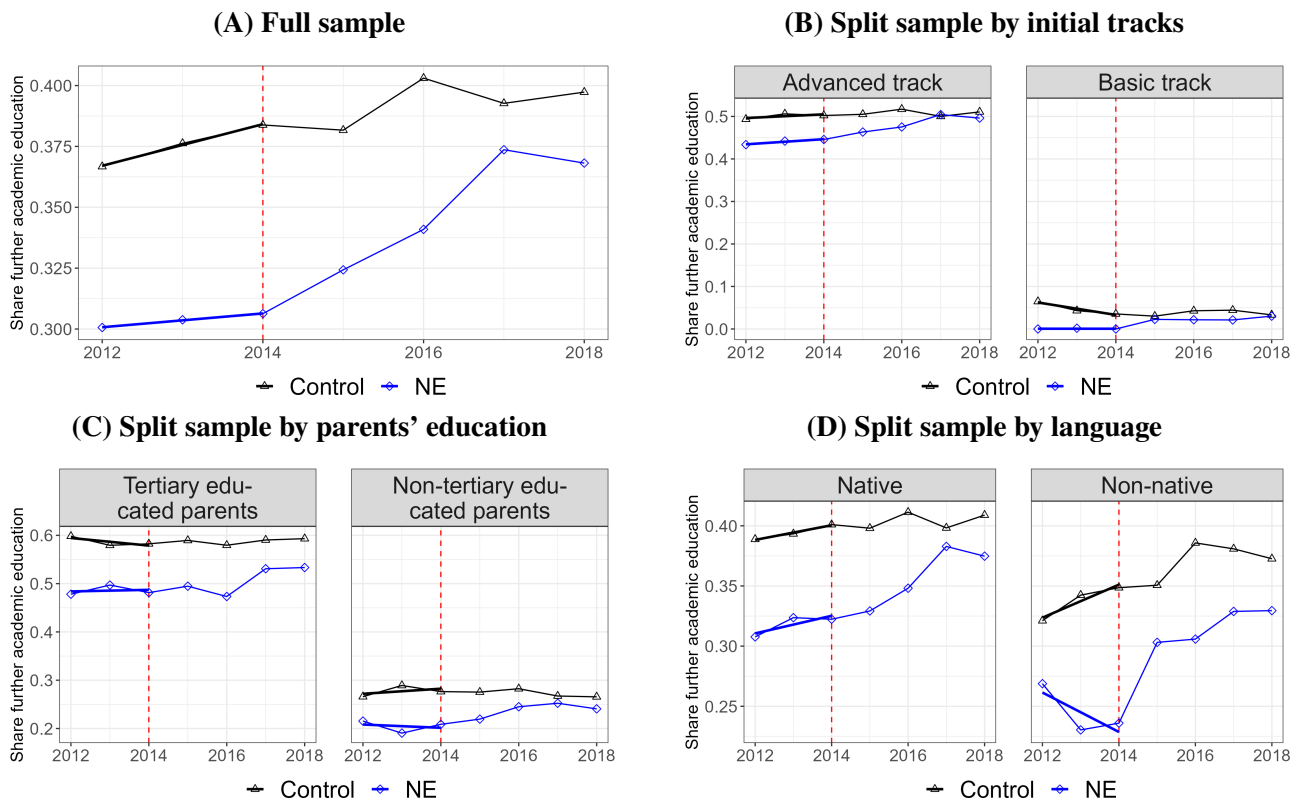 (A) Full sample
Share further academic education
0.400
0.375
0.350
0.325
0.300
2012 2014 2016 2018
Control NE
(B) Split sample by initial tracks
Share further academic education
Advanced track Basic track
0.5
0.4
0.3
0.2
0.1
0.0
2012 2014 2016 2018 2012 2014 2016 2018
Control NE
(C) Split sample by parents' education
Share further academic education
Tertiary edu-
cated parents
Non-tertiary edu-
cated parents
0.6
0.5
0.4
0.3
0.2
2012 2014 2016 2018 2012 2014 2016 2018
Control NE
(D) Split sample by language
Share further academic education
Native Non-native
0.40
0.35
0.30
0.25
2012 2014 2016 2018 2012 2014 2016 2018
Control NE